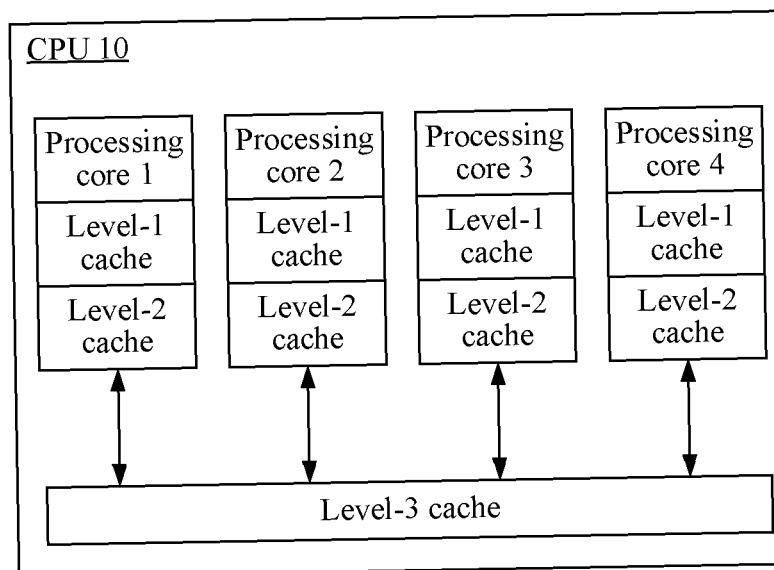 CPU 10
Processing
core 1
Level-1
cache
Level-2
cache
Processing
core 2
Level-1
cache
Level-2
cache
Processing
core 3
Level-1
cache
Level-2
cache
Processing
core 4
Level-1
cache
Level-2
cache
Level-3 cache